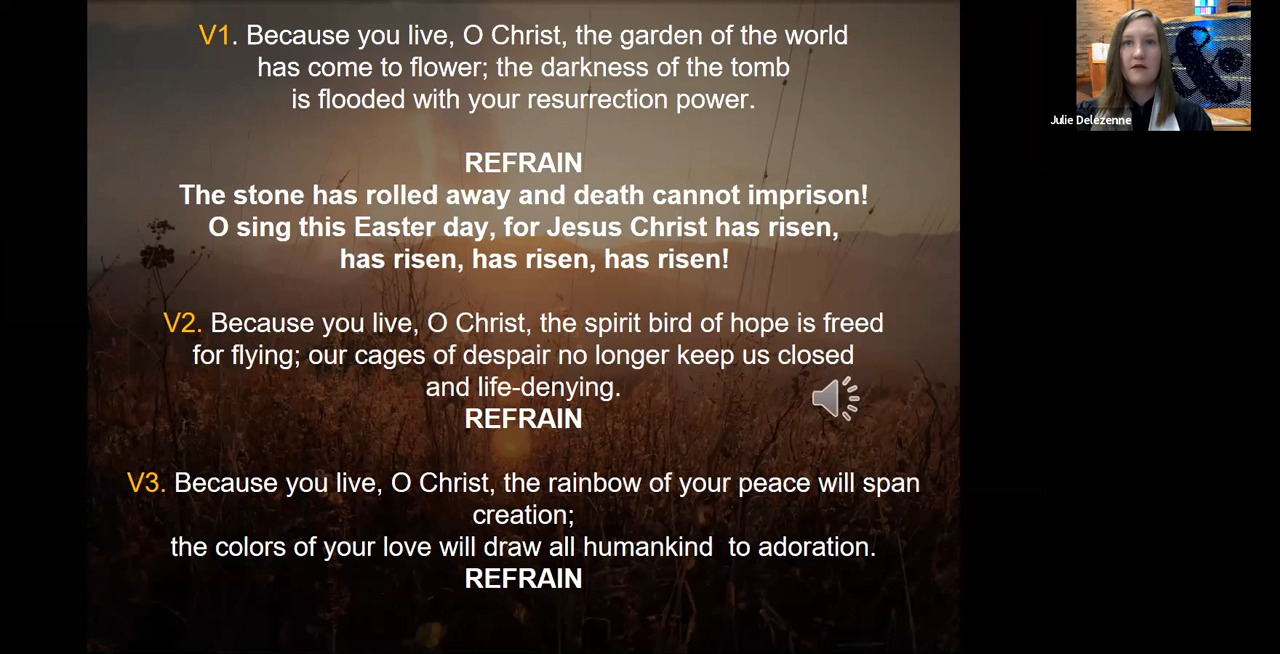 V1. Because you live, O Christ, the garden of the world
has come to flower; the darkness of the tomb
is flooded with your resurrection power.
REFRAIN
The stone has rolled away and death cannot imprison!
O sing this Easter day, for Jesus Christ has risen,
has risen, has risen, has risen!
V2. Because you live, O Christ, the spirit bird of hope is freed
for flying; our cages of despair no longer keep us closed
and life-denying.
REFRAIN
V3. Because you live, O Christ, the rainbow of your peace will span
creation;
the colors of your love will draw all humankind  to adoration.
REFRAIN
Julie Delezenne